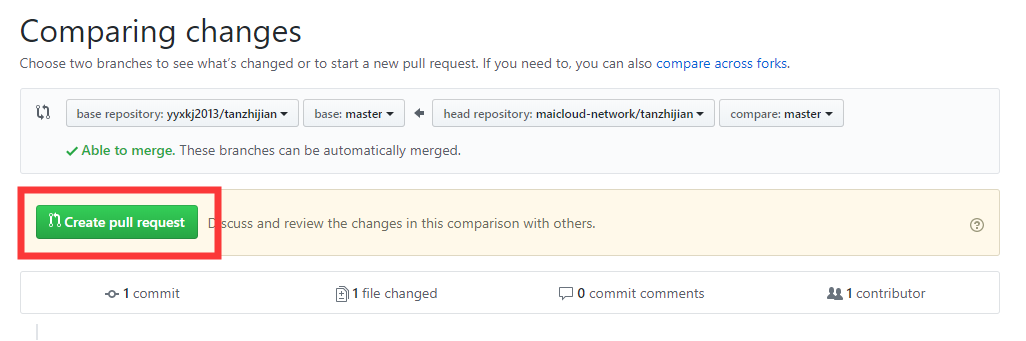 Comparing changes
Choose two branches to see what's changed or to start a new pull request. If you need to, you can also compare across forks.
base repository: yyxkj2013/tanzhijian base: master head repository: maicloud-network/tanzhijian compare: master
Able to merge. These branches can be automatically merged.
Create pull request Discuss and review the changes in this comparison with others.
1 commit 1 file changed 0 commit comments 1 contributor